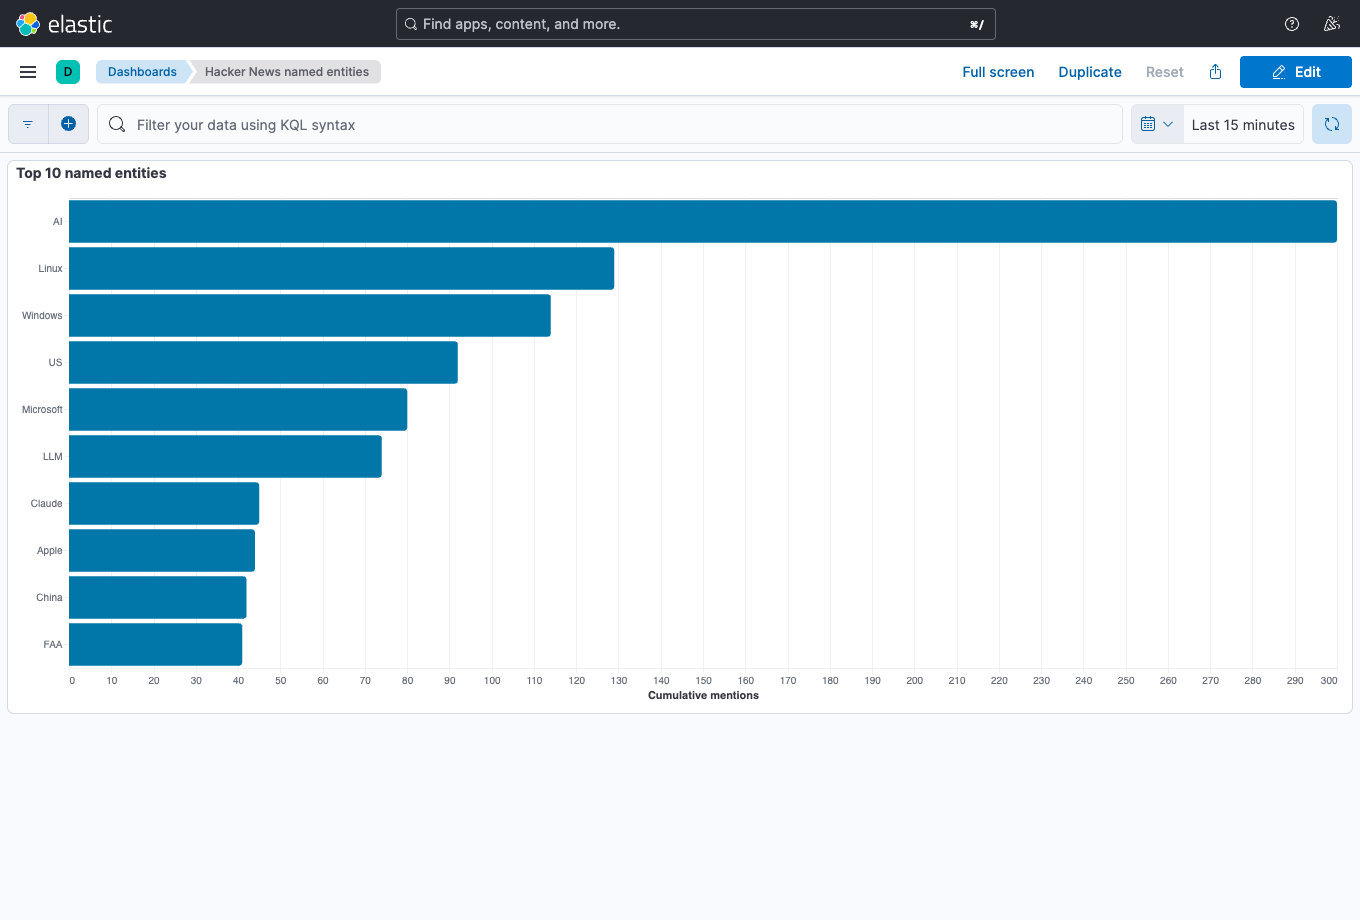 elastic
Find apps, content, and more.
⌘/
D
Dashboards
Hacker News named entities
Full screen
Duplicate
Reset
Edit
Filter your data using KQL syntax
Last 15 minutes
Top 10 named entities
AI
Linux
Windows
US
Microsoft
LLM
Claude
Apple
China
FAA
0 10 20 30 40 50 60 70 80 90 100 110 120 130 140 150 160 170 180 190 200 210 220 230 240 250 260 270 280 290 300
Cumulative mentions